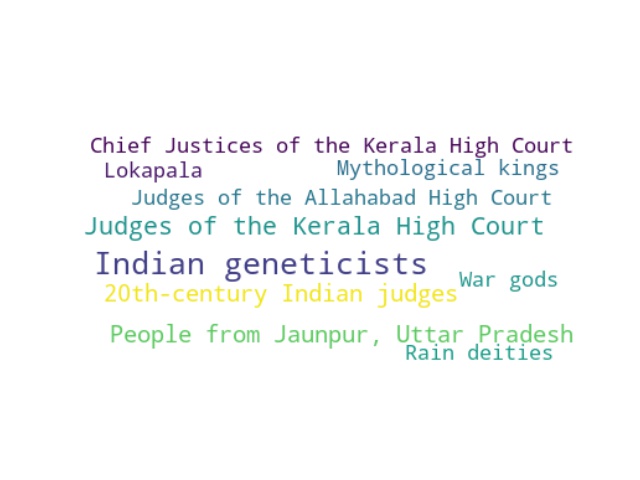 Chief Justices of the Kerala High Court
Lokapala
Mythological kings
Judges of the Allahabad High Court
Judges of the Kerala High Court
Indian geneticists
War gods
20th-century Indian judges
People from Jaunpur, Uttar Pradesh
Rain deities